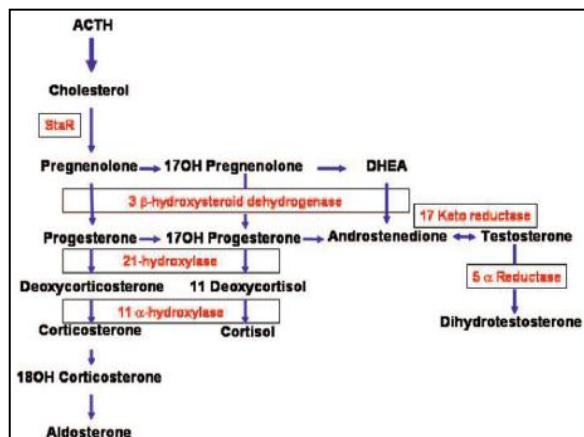 ACTH
Cholesterol
StaR
Pregnenolone 17OH Pregnenolone DHEA
3 β-hydroxysteroid dehydrogenase
17 Keto reductase
Progesterone 17OH Progesterone Androstenedione Testosterone
21-hydroxylase
5 α Reductase
Deoxycorticosterone 11 Deoxycortisol
11 α-hydroxylase
Dihydrotestosterone
Corticosterone Cortisol
18OH Corticosterone
Aldosterone